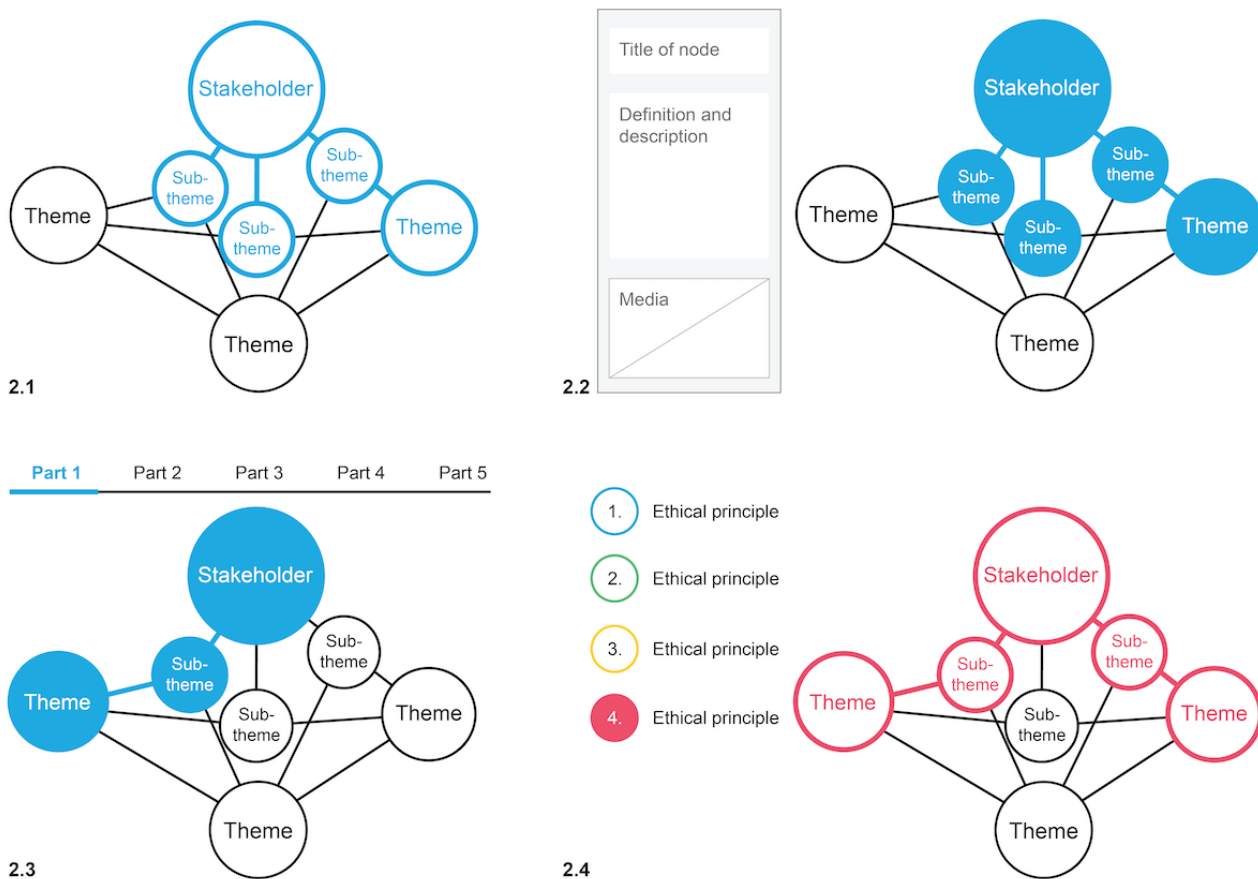 Stakeholder
Sub-
theme
Sub-
theme
Sub-
theme
Theme
Theme
Theme
2.1
Title of node
Definition and
description
Media
Stakeholder
Sub-
theme
Sub-
theme
Sub-
theme
Theme
Theme
Theme
2.2
Part 1 Part 2 Part 3 Part 4 Part 5
Stakeholder
Sub-
theme
Sub-
theme
Sub-
theme
Theme
Theme
Theme
2.3
1. Ethical principle
2. Ethical principle
3. Ethical principle
4. Ethical principle
Stakeholder
Sub-
theme
Sub-
theme
Sub-
theme
Theme
Theme
Theme
2.4